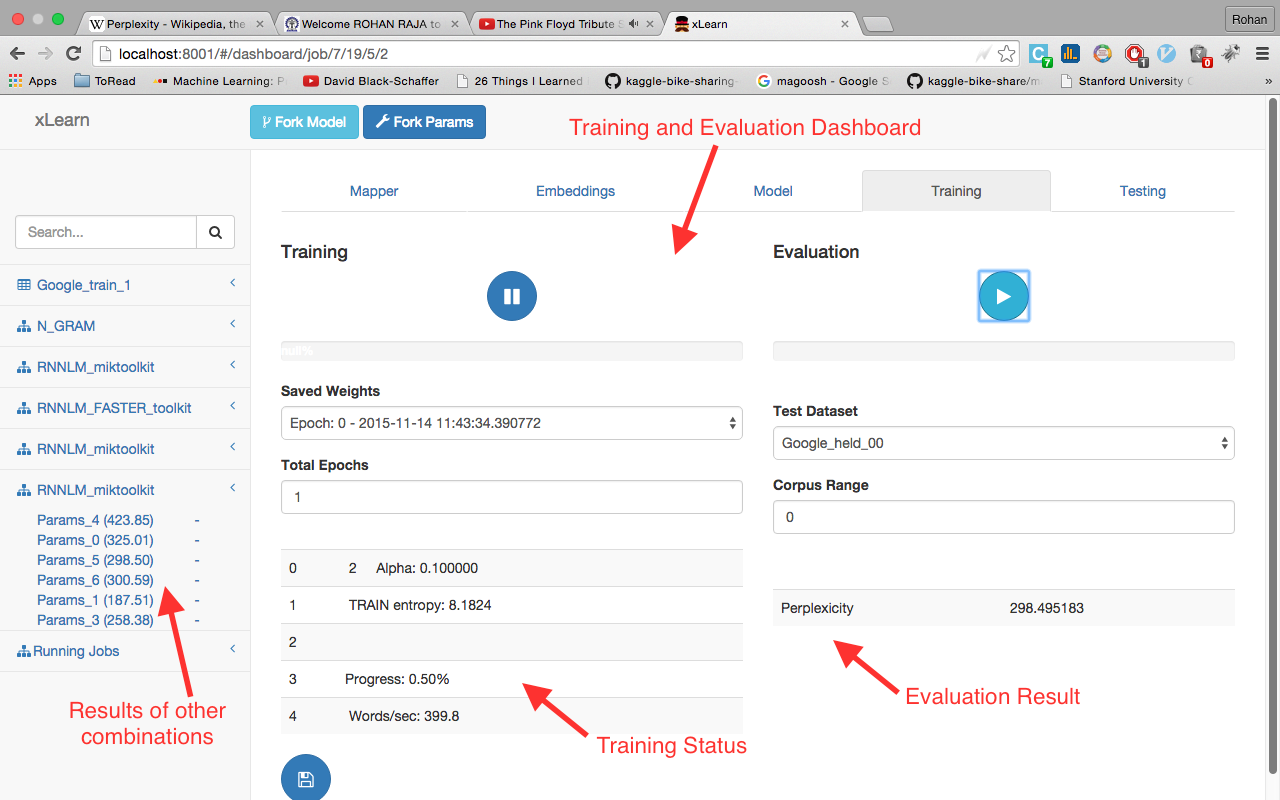 Perplexity - Wikipedia, the
Welcome ROHAN RAJA to
The Pink Floyd Tribute S
xLearn
Rohan
localhost:8001/#/dashboard/job/7/19/5/2
7
1
0
Apps
ToRead
Machine Learning: P
David Black-Schaffer
26 Things I Learned
kaggle-bike-sharing-
magoosh - Google S
kaggle-bike-share/m
Stanford University C
»
xLearn
Fork Model
Fork Params
Training and Evaluation Dashboard
Mapper
Embeddings
Model
Training
Testing
Search...
Google_train_1
N_GRAM
RNNLM_miktoolkit
RNNLM_FASTER_toolkit
RNNLM_miktoolkit
RNNLM_miktoolkit
Params_4 (423.85) -
Params_0 (325.01) -
Params_5 (298.50) -
Params_6 (300.59) -
Params_1 (187.51) -
Params_3 (258.38) -
Running Jobs
Results of other
combinations
Training
null%
Saved Weights
Epoch: 0 - 2015-11-14 11:43:34.390772
Total Epochs
1
0 2 Alpha: 0.100000
1 TRAIN entropy: 8.1824
2
3 Progress: 0.50%
4 Words/sec: 399.8
Training Status
Evaluation
Test Dataset
Google_held_00
Corpus Range
0
Perplexicity 298.495183
Evaluation Result